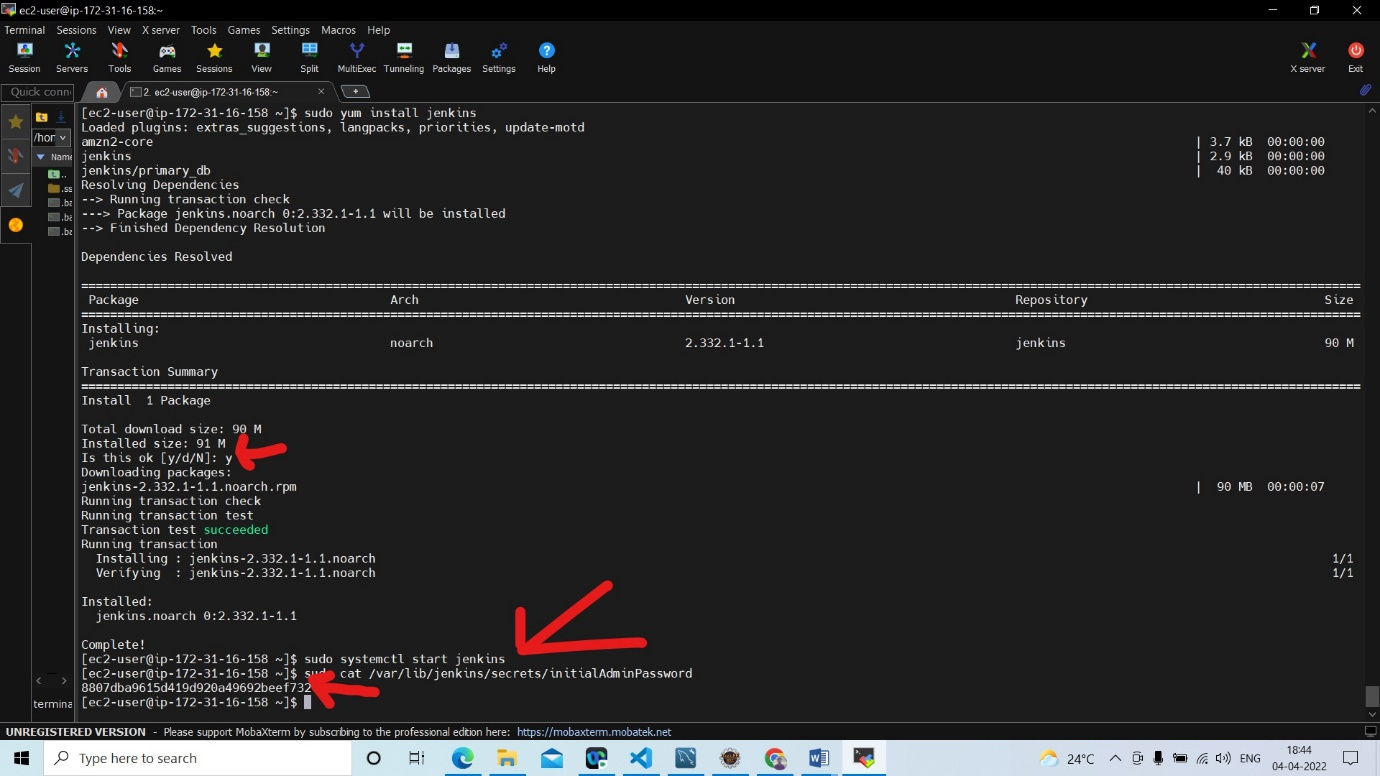 ec2-user@ip-172-31-16-158:~
Terminal Sessions View X server Tools Games Settings Macros Help
Session Servers Tools Games Sessions View Split MultiExec Tunneling Packages Settings Help X server Exit
Quick conn
2. ec2-user@ip-172-31-16-158:~
/hon
Name
..
.ss
.ba
.ba
.ba
[ec2-user@ip-172-31-16-158 ~]$ sudo yum install jenkins
Loaded plugins: extras_suggestions, langpacks, priorities, update-motd
amzn2-core | 3.7 kB 00:00:00
jenkins | 2.9 kB 00:00:00
jenkins/primary_db | 40 kB 00:00:00
Resolving Dependencies
--> Running transaction check
---> Package jenkins.noarch 0:2.332.1-1.1 will be installed
--> Finished Dependency Resolution
Dependencies Resolved
Package Arch Version Repository Size
Installing:
jenkins noarch 2.332.1-1.1 jenkins 90 M
Transaction Summary
Install 1 Package
Total download size: 90 M
Installed size: 91 M
Is this ok [y/d/N]: y
Downloading packages:
jenkins-2.332.1-1.1.noarch.rpm | 90 MB 00:00:07
Running transaction check
Running transaction test
Transaction test succeeded
Running transaction
Installing : jenkins-2.332.1-1.1.noarch 1/1
Verifying : jenkins-2.332.1-1.1.noarch 1/1
Installed:
jenkins.noarch 0:2.332.1-1.1
Complete!
[ec2-user@ip-172-31-16-158 ~]$ sudo systemctl start jenkins
[ec2-user@ip-172-31-16-158 ~]$ sudo cat /var/lib/jenkins/secrets/initialAdminPassword
8807dba9615d419d920a49692beef732
[ec2-user@ip-172-31-16-158 ~]$
termina
UNREGISTERED VERSION - Please support MobaXterm by subscribing to the professional edition here: https://mobaxterm.mobatek.net
Type here to search
24°C
ENG
18:44
04-04-2022